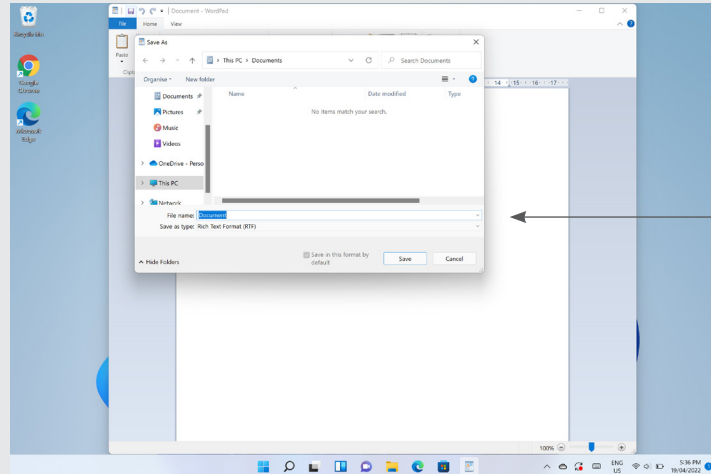 Document - WordPad
File Home View
Recycle Bin
Paste
Google
Chrome
Microsoft
Edge
Save As
This PC > Documents
Search Documents
Organise
New folder
Documents
Pictures
Music
Videos
OneDrive - Perso
This PC
Network
Name Date modified Type
No items match your search.
14 15 16 17
File name: Document
Save as type: Rich Text Format (RTF)
Hide Folders
Save in this format by
default
Save
Cancel
100%
ENG
US
5:36 PM
19/04/2022